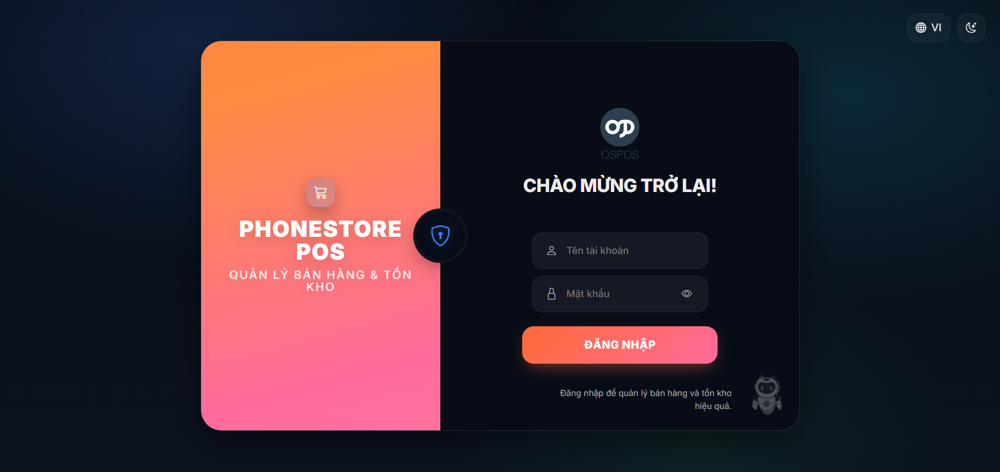 VI
PHONESTORE
POS
QUẢN LÝ BÁN HÀNG & TỒN
KHO
OSPOS
CHÀO MỪNG TRỞ LẠI!
Tên tài khoản
Mật khẩu
ĐĂNG NHẬP
Đăng nhập để quản lý bán hàng và tồn kho
hiệu quả.